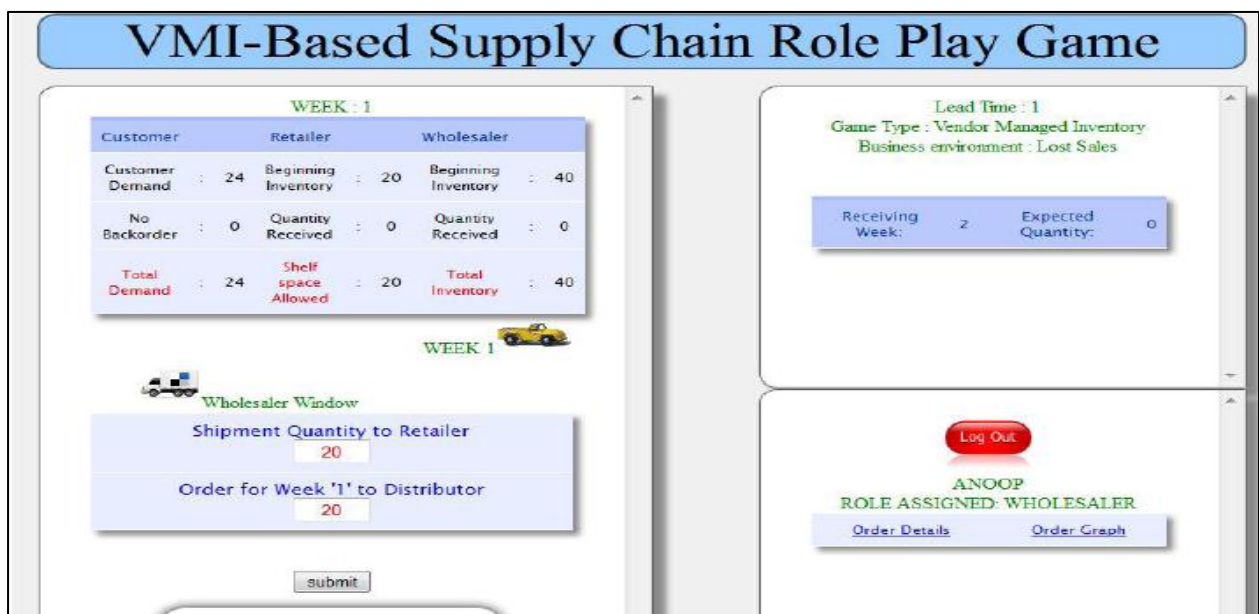 VMI-Based Supply Chain Role Play Game
WEEK : 1
Customer Retailer Wholesaler
Customer Demand : 24 Beginning Inventory : 20 Beginning Inventory : 40
No Backorder : 0 Quantity Received : 0 Quantity Received : 0
Total Demand : 24 Shelf space Allowed : 20 Total Inventory : 40
WEEK 1
Wholesaler Window
Shipment Quantity to Retailer
20
Order for Week '1' to Distributor
20
submit
Lead Time : 1
Game Type : Vendor Managed Inventory
Business environment : Lost Sales
Receiving Week: 2 Expected Quantity: 0
Log Out
ANOOP
ROLE ASSIGNED: WHOLESALER
Order Details Order Graph